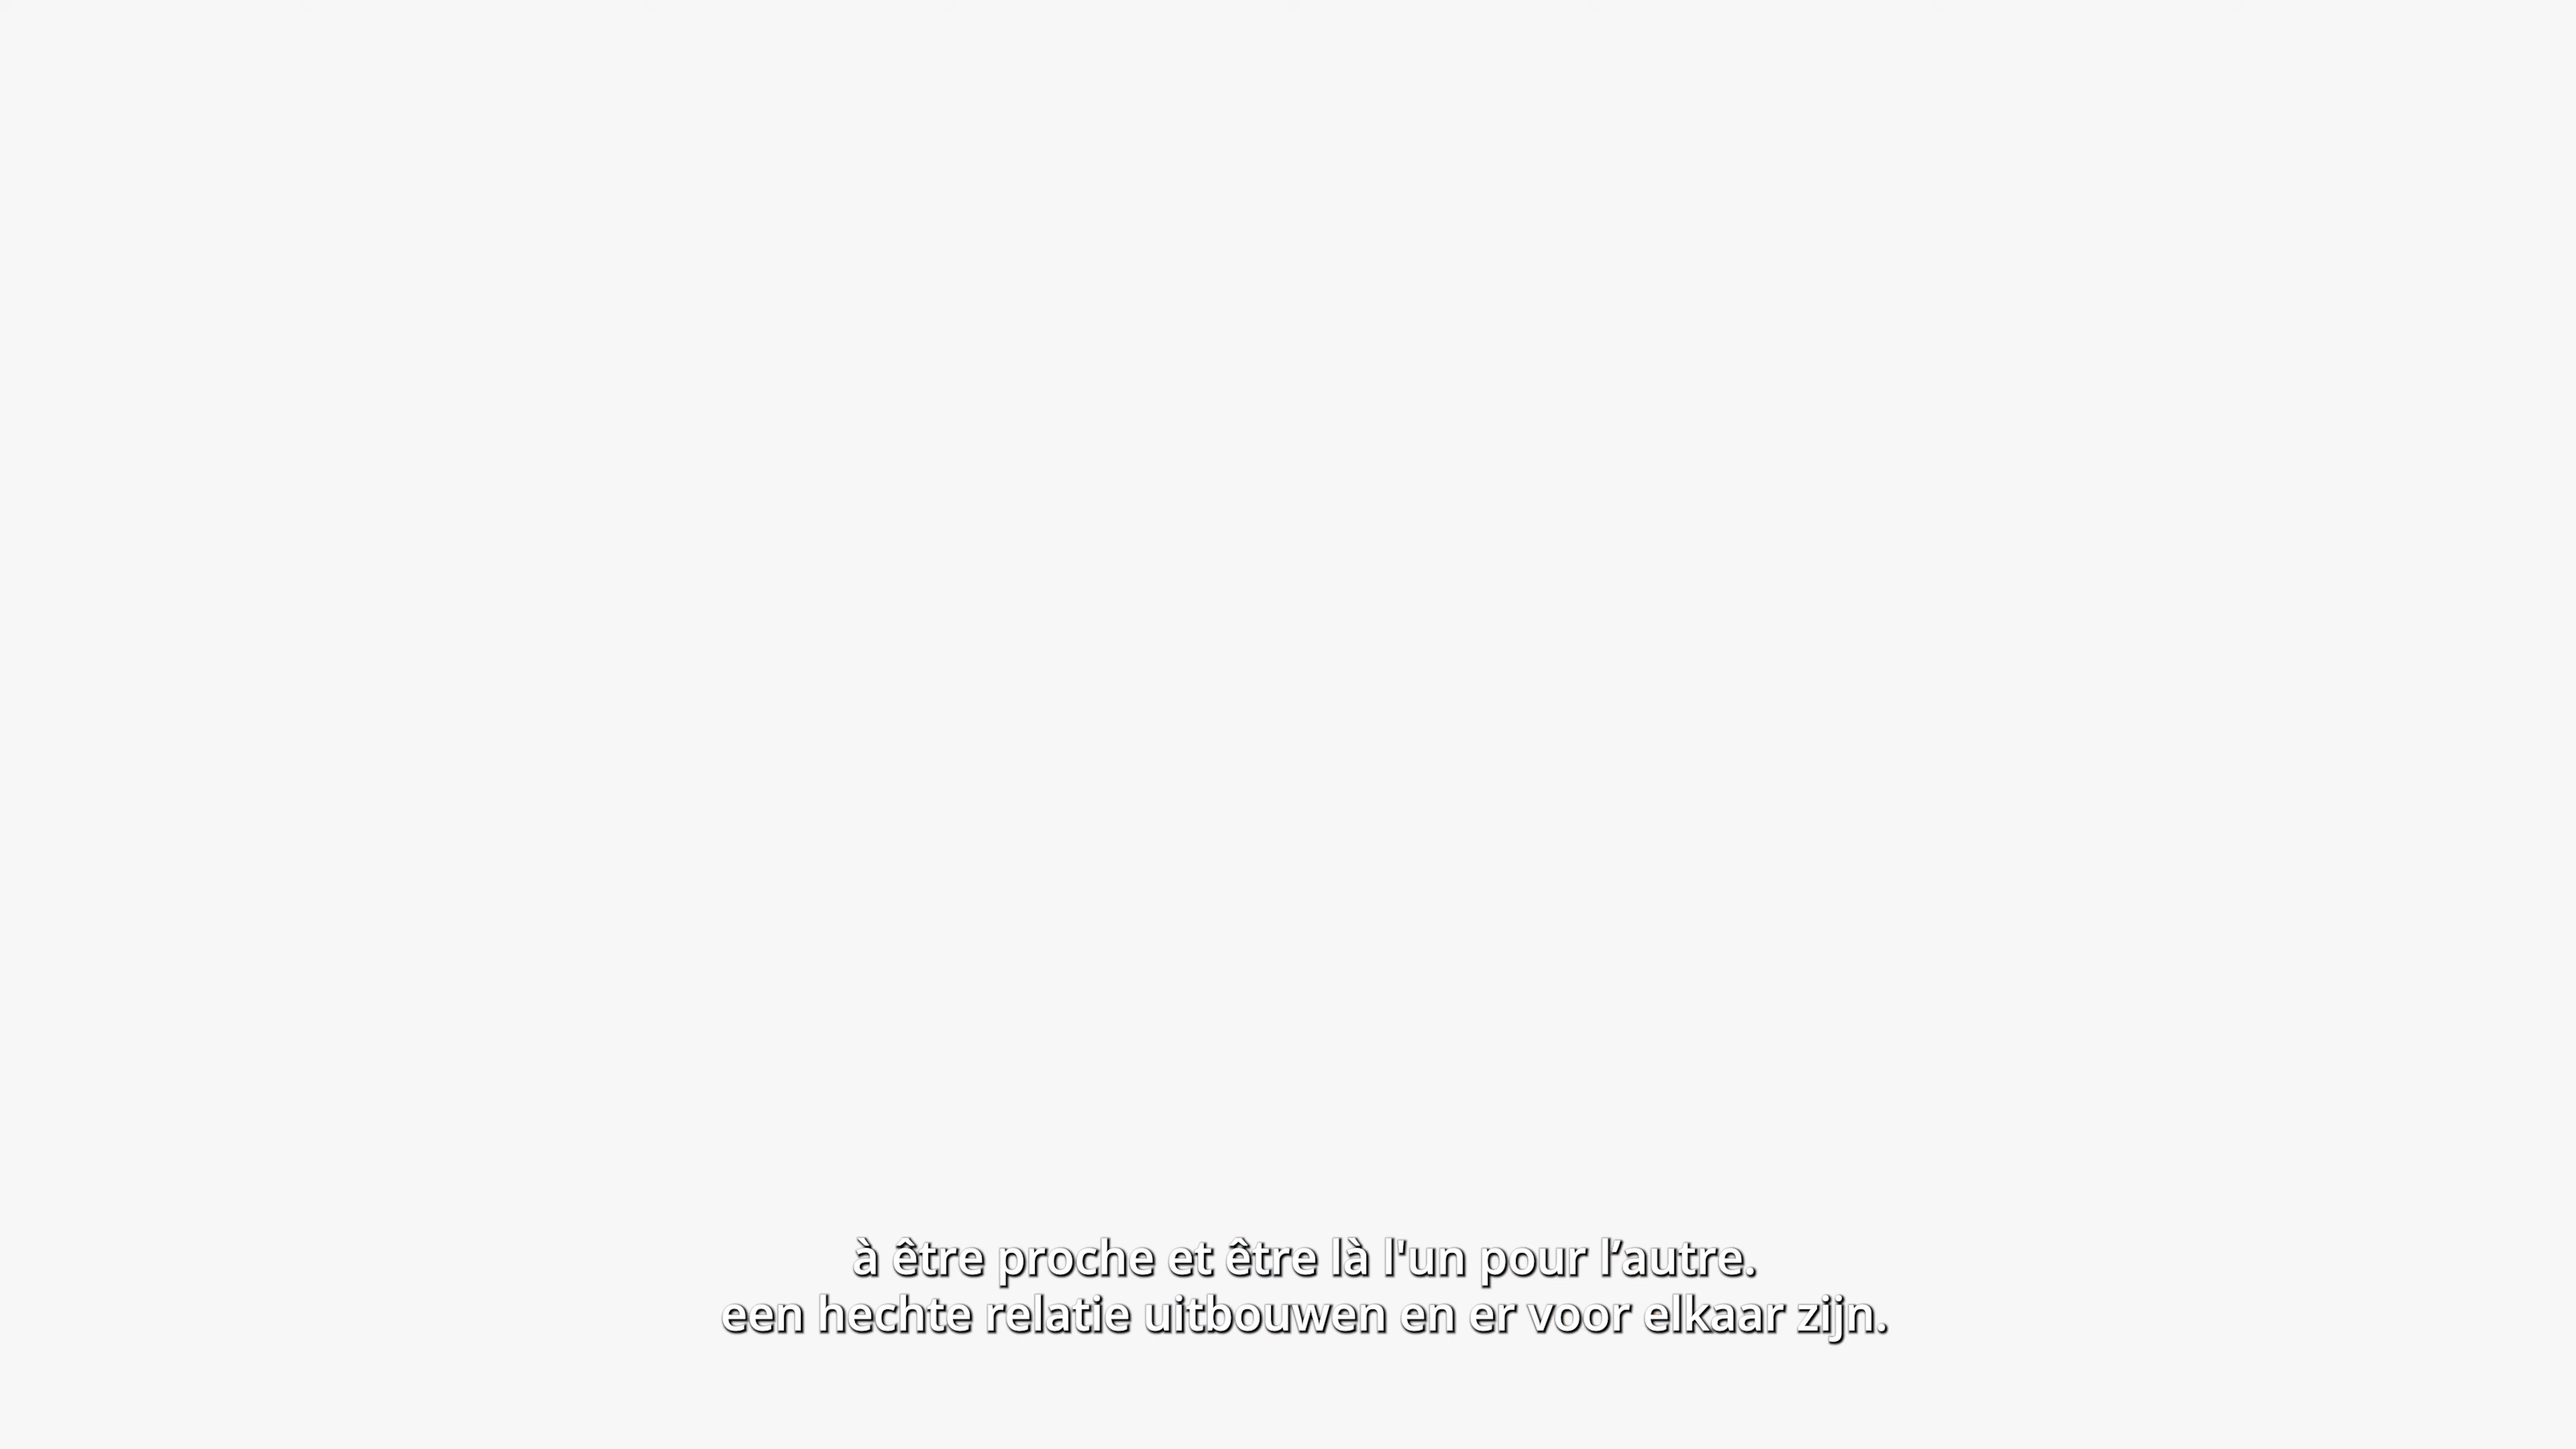 à être proche et être là l'un pour l’autre.
een hechte relatie uitbouwen en er voor elkaar zijn.